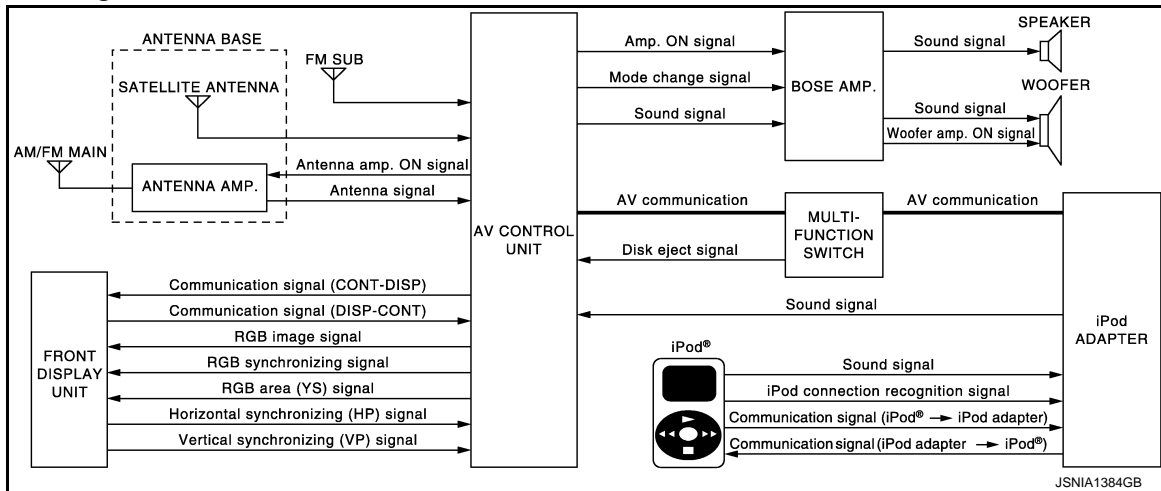 ANTENNA BASE
FM SUB
SATELLITE ANTENNA
AM/FM MAIN
ANTENNA AMP.
Antenna amp. ON signal
Antenna signal
AV CONTROL
UNIT
Amp. ON signal
Mode change signal
Sound signal
BOSE AMP.
SPEAKER
Sound signal
WOOFER
Sound signal
Woofer amp. ON signal
AV communication
MULTI-
FUNCTION
SWITCH
AV communication
Disk eject signal
Sound signal
iPod
ADAPTER
FRONT
DISPLAY
UNIT
Communication signal (CONT-DISP)
Communication signal (DISP-CONT)
RGB image signal
RGB synchronizing signal
RGB area (YS) signal
Horizontal synchronizing (HP) signal
Vertical synchronizing (VP) signal
iPod®
Sound signal
iPod connection recognition signal
Communication signal (iPod® → iPod adapter)
Communication signal (iPod adapter → iPod®)
JSNIA1384GB